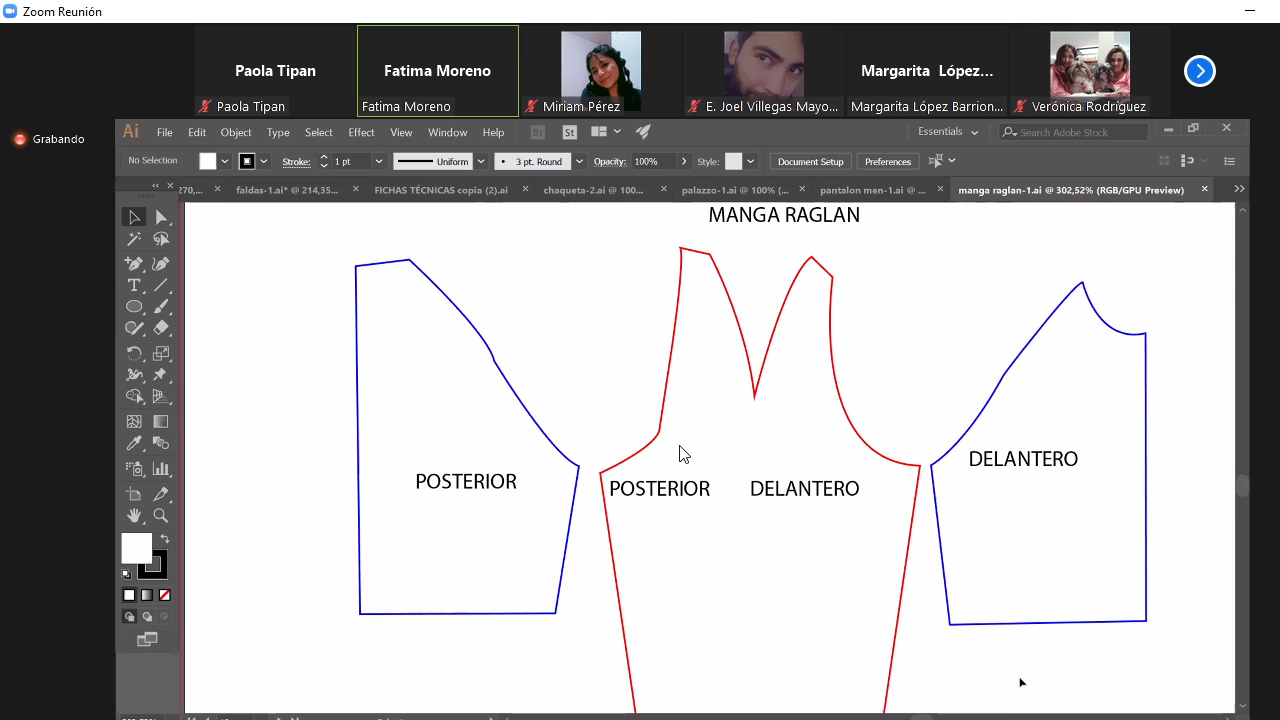 Zoom Reunión
Paola Tipan
Fatima Moreno
Margarita López...
Paola Tipan
Fatima Moreno
Miriam Pérez
E. Joel Villegas Mayo...
Margarita López Barrion...
Verónica Rodríguez
Grabando
Ai File Edit Object Type Select Effect View Window Help Br St Essentials Search Adobe Stock
No Selection Stroke: 1 pt Uniform 3 pt. Round Opacity: 100% Style: Document Setup Preferences
270,... faldas-1.ai* @ 214,35... FICHAS TÉCNICAS copia (2).ai chaqueta-2.ai @ 100... palazzo-1.ai @ 100% (... pantalon men-1.ai @ ... manga raglan-1.ai @ 302,52% (RGB/GPU Preview)
MANGA RAGLAN
DELANTERO
POSTERIOR
POSTERIOR
DELANTERO